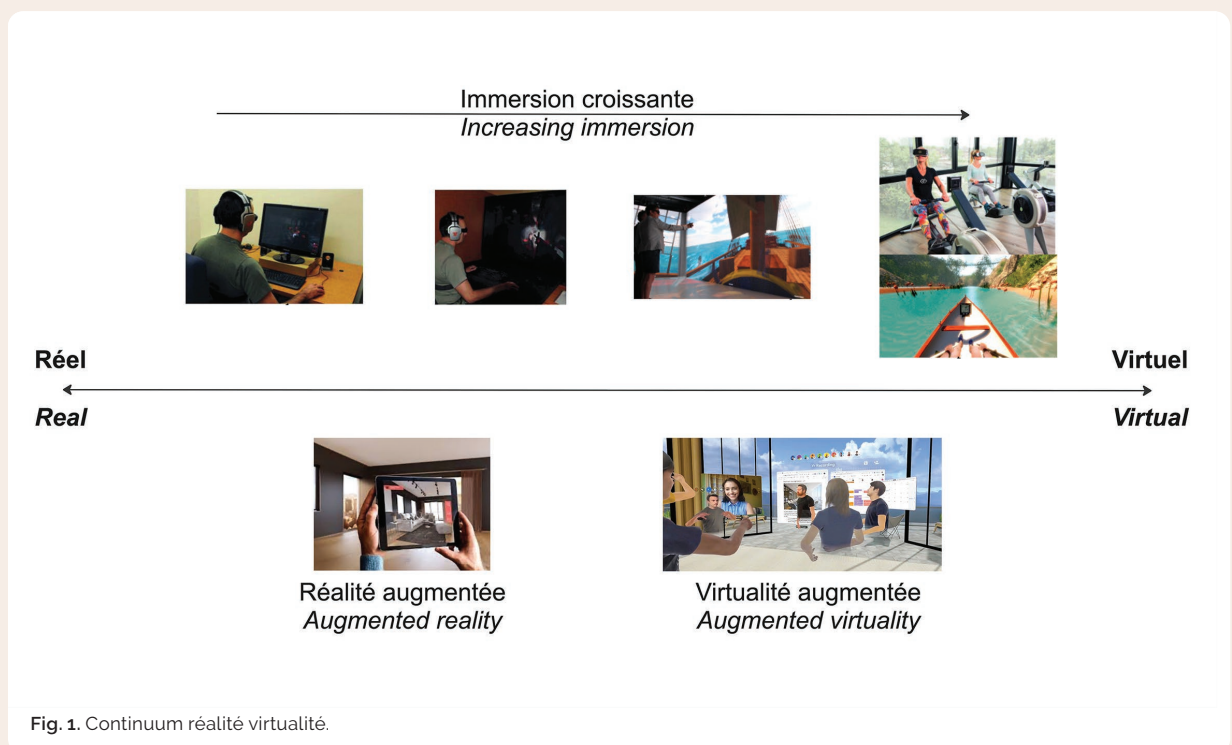 Immersion croissante
Increasing immersion
Réel
Virtuel
Real
Virtual
Réalité augmentée
Augmented reality
Virtualité augmentée
Augmented virtuality
Fig. 1. Continuum réalité virtualité.